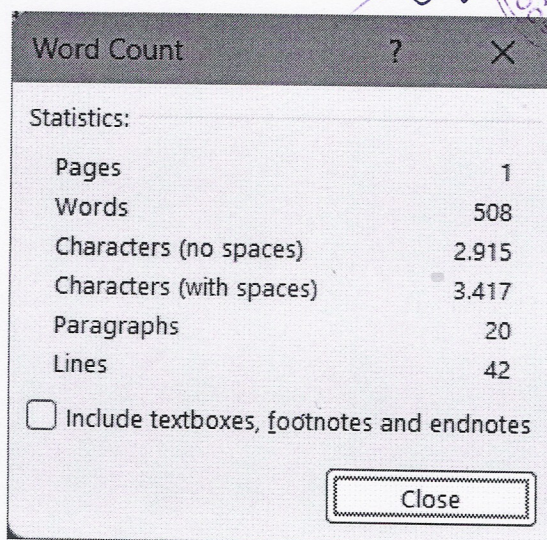 Word Count ? ×
Statistics:
Pages 1
Words 508
Characters (no spaces) 2.915
Characters (with spaces) 3.417
Paragraphs 20
Lines 42
Include textboxes, footnotes and endnotes
Close